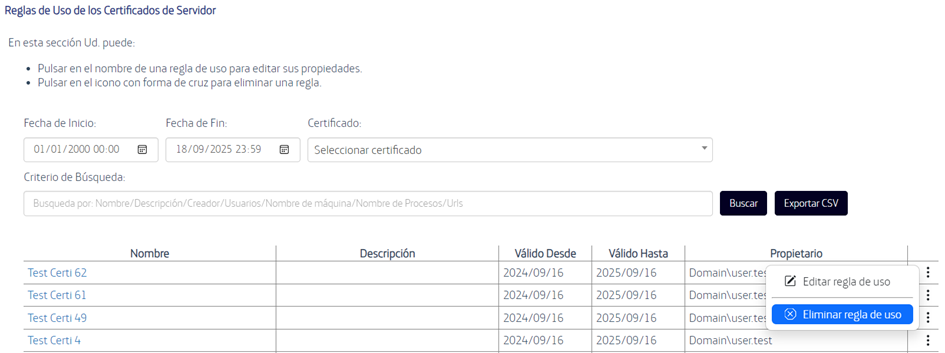 Reglas de Uso de los Certificados de Servidor
En esta sección Ud. puede:
• Pulsar en el nombre de una regla de uso para editar sus propiedades.
• Pulsar en el icono con forma de cruz para eliminar una regla.
Fecha de Inicio: Fecha de Fin: Certificado:
01/01/2000 00:00 18/09/2025 23:59 Seleccionar certificado
Criterio de Búsqueda:
Busqueda por: Nombre/Descripción/Creador/Usuarios/Nombre de máquina/Nombre de Procesos/Urls Buscar Exportar CSV
Nombre Descripción Válido Desde Válido Hasta Propietario
Test Certi 62 2024/09/16 2025/09/16 Domain\user.tes
Editar regla de uso
Test Certi 61 2024/09/16 2025/09/16 Domain\user.tes
Test Certi 49 2024/09/16 2025/09/16 Domain\user.tes
Eliminar regla de uso
Test Certi 4 2024/09/16 2025/09/16 Domain\user.test